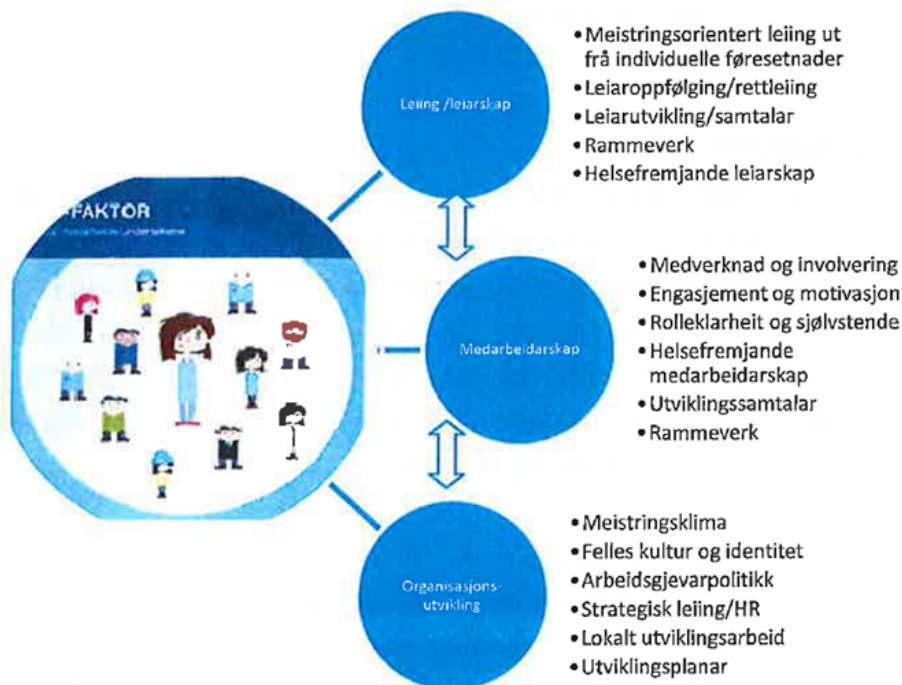 Leiing /leiarskap
• Meistringsorientert leiing ut
frå individuelle føresetnader
• Leiaroppfølging/rettleiing
• Leiarutvikling/samtalar
• Rammeverk
• Helsefremjande leiarskap
-FAKTOR
Medarbeidarskap
• Medverknad og involvering
• Engasjement og motivasjon
• Rolleklarheit og sjølvstende
• Helsefremjande
medarbeidarskap
• Utviklingssamtalar
• Rammeverk
Organisasjons-
utvikling
• Meistringsklima
• Felles kultur og identitet
• Arbeidsgjevarpolitikk
• Strategisk leiing/HR
• Lokalt utviklingsarbeid
• Utviklingsplanar